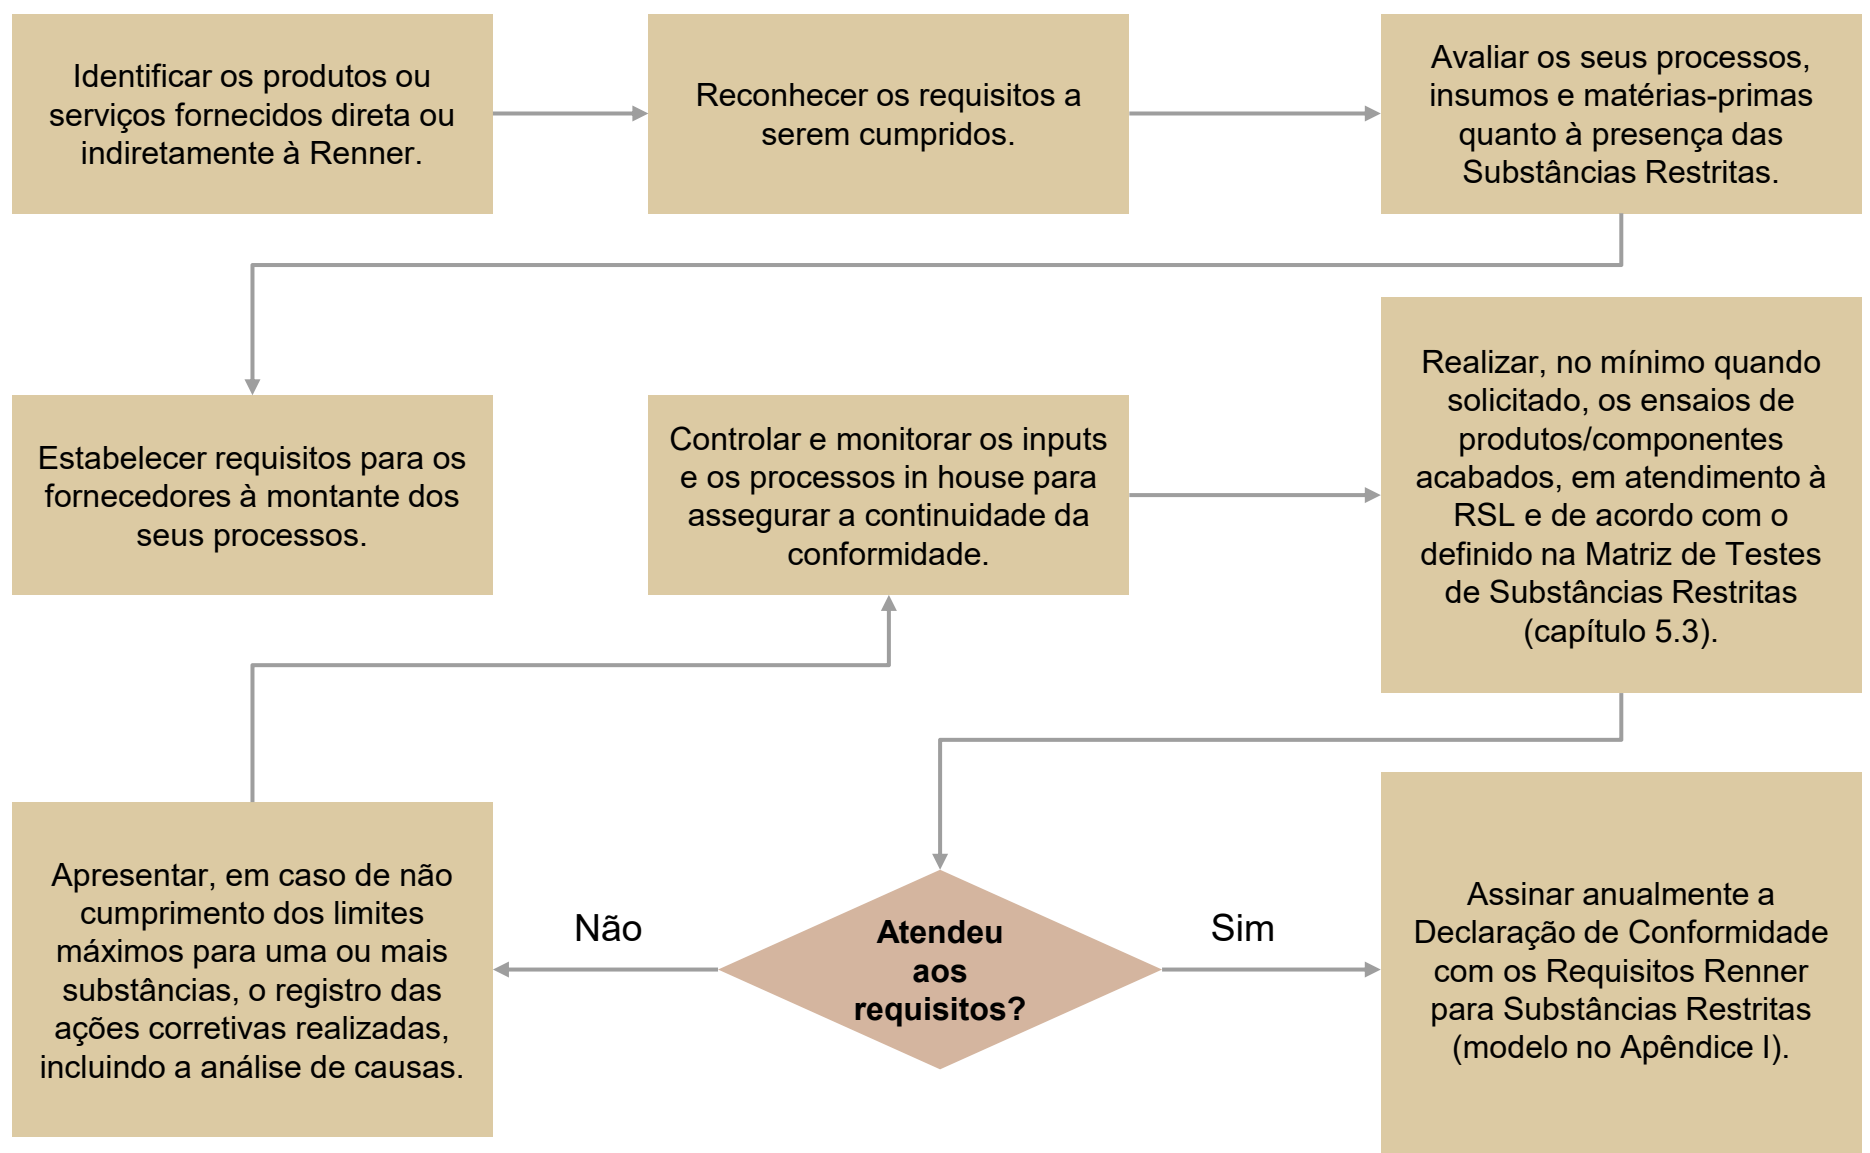 Identificar os produtos ou
serviços fornecidos direta ou
indiretamente à Renner.
Reconhecer os requisitos a
serem cumpridos.
Avaliar os seus processos,
insumos e matérias-primas
quanto à presença das
Substâncias Restritas.
Estabelecer requisitos para os
fornecedores à montante dos
seus processos.
Controlar e monitorar os inputs
e os processos in house para
assegurar a continuidade da
conformidade.
Realizar, no mínimo quando
solicitado, os ensaios de
produtos/componentes
acabados, em atendimento à
RSL e de acordo com o
definido na Matriz de Testes
de Substâncias Restritas
(capítulo 5.3).
Apresentar, em caso de não
cumprimento dos limites
máximos para uma ou mais
substâncias, o registro das
ações corretivas realizadas,
incluindo a análise de causas.
Não
Atendeu
aos
requisitos?
Sim
Assinar anualmente a
Declaração de Conformidade
com os Requisitos Renner
para Substâncias Restritas
(modelo no Apêndice I).